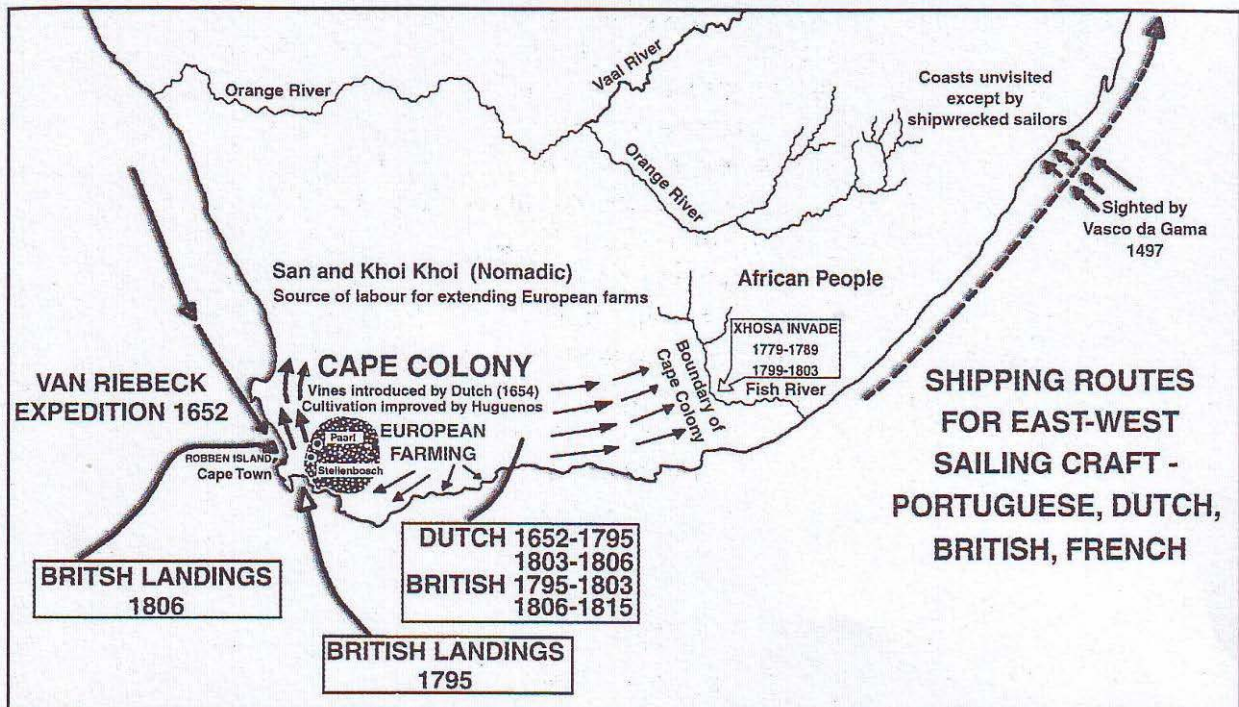 Orange River
Vaal River
Orange River
Coasts unvisited
except by
shipwrecked sailors
Sighted by
Vasco da Gama
1497
San and Khoi Khoi (Nomadic)
Source of labour for extending European farms
African People
XHOSA INVADE
1779-1789
1799-1803
Fish River
Boundary of
Cape Colony
CAPE COLONY
Vines introduced by Dutch (1654)
Cultivation improved by Huguenos
VAN RIEBECK
EXPEDITION 1652
Paarl
Stellenbosch
EUROPEAN
FARMING
ROBBEN ISLAND
Cape Town
SHIPPING ROUTES
FOR EAST-WEST
SAILING CRAFT -
PORTUGUESE, DUTCH,
BRITISH, FRENCH
BRITSH LANDINGS
1806
DUTCH 1652-1795
1803-1806
BRITISH 1795-1803
1806-1815
BRITISH LANDINGS
1795